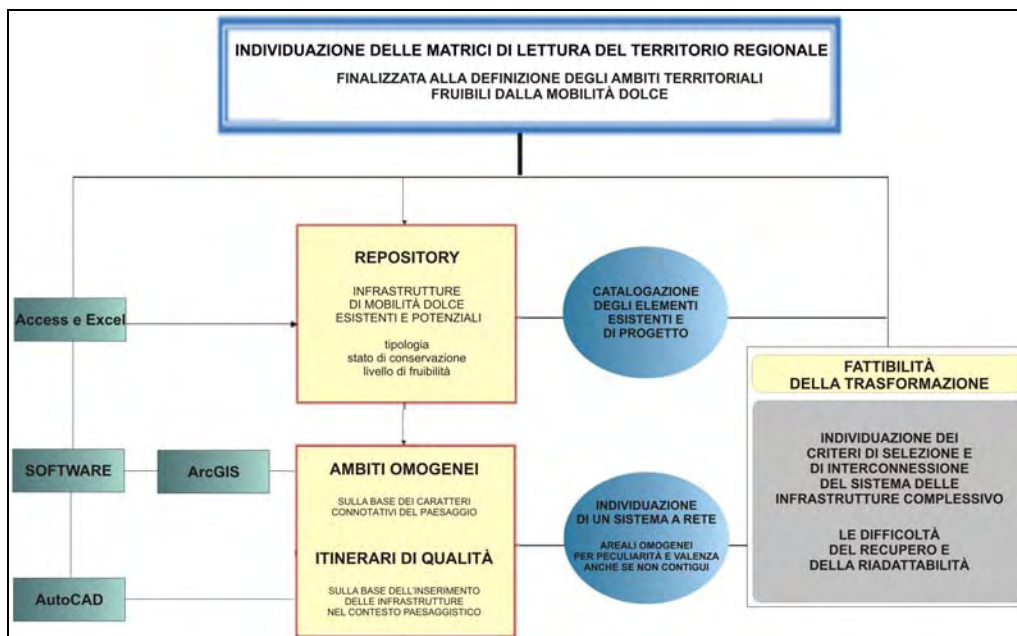 INDIVIDUAZIONE DELLE MATRICI DI LETTURA DEL TERRITORIO REGIONALE
FINALIZZATA ALLA DEFINIZIONE DEGLI AMBITI TERRITORIALI
FRUIBILI DALLA MOBILITÀ DOLCE
Access e Excel
REPOSITORY
INFRASTRUTTURE
DI MOBILITÀ DOLCE
ESISTENTI E POTENZIALI
tipologia
stato di conservazione
livello di fruibilità
CATALOGAZIONE
DEGLI ELEMENTI
ESISTENTI E
DI PROGETTO
SOFTWARE
ArcGIS
AutoCAD
AMBITI OMOGENEI
SULLA BASE DEI CARATTERI
CONNOTATIVI DEL PAESAGGIO
ITINERARI DI QUALITÀ
SULLA BASE DELL'INSERIMENTO
DELLE INFRASTRUTTURE
NEL CONTESTO PAESAGGISTICO
INDIVIDUAZIONE
DI UN SISTEMA A RETE
AREALI OMOGENEI
PER PECULIARITÀ E VALENZA
ANCHE SE NON CONTIGUI
FATTIBILITÀ
DELLA TRASFORMAZIONE
INDIVIDUAZIONE DEI
CRITERI DI SELEZIONE E
DI INTERCONNESSIONE
DEL SISTEMA DELLE
INFRASTRUTTURE COMPLESSIVO
LE DIFFICOLTÀ
DEL RECUPERO E
DELLA RIADATTABILITÀ